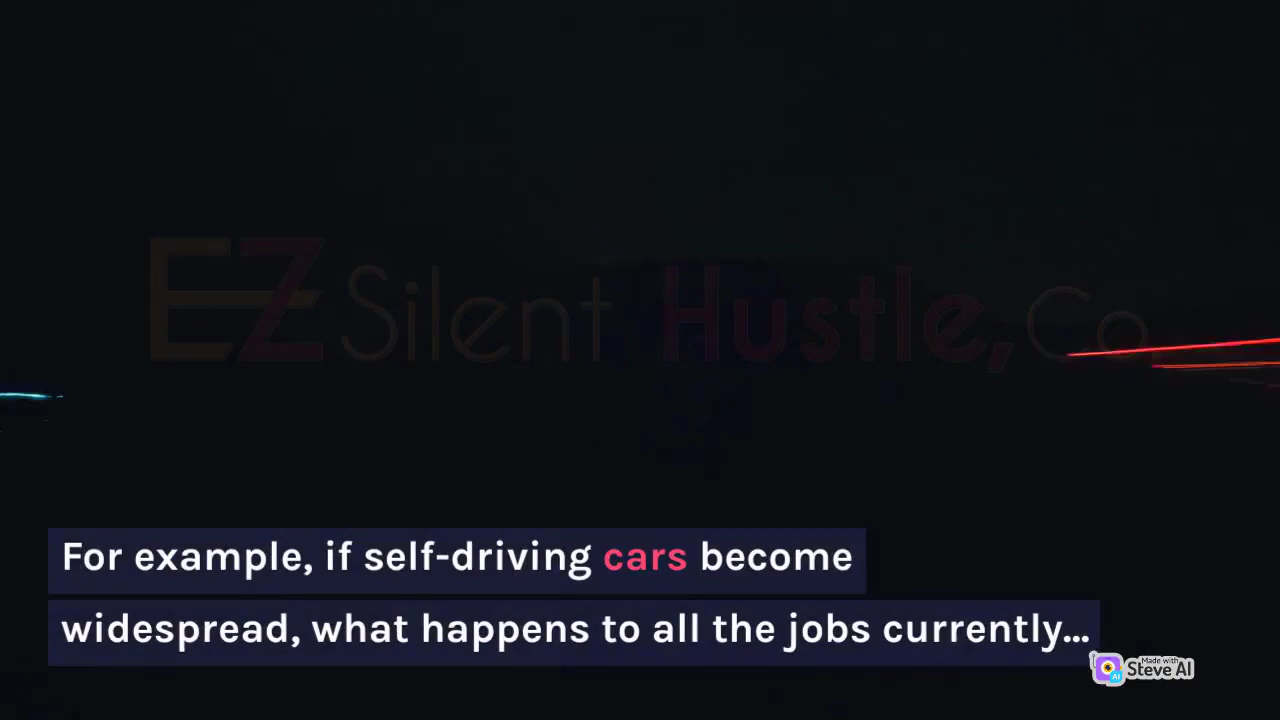 EZ Silent Hustle, Co.
For example, if self-driving cars become
widespread, what happens to all the jobs currently...
Made with
AI Steve AI